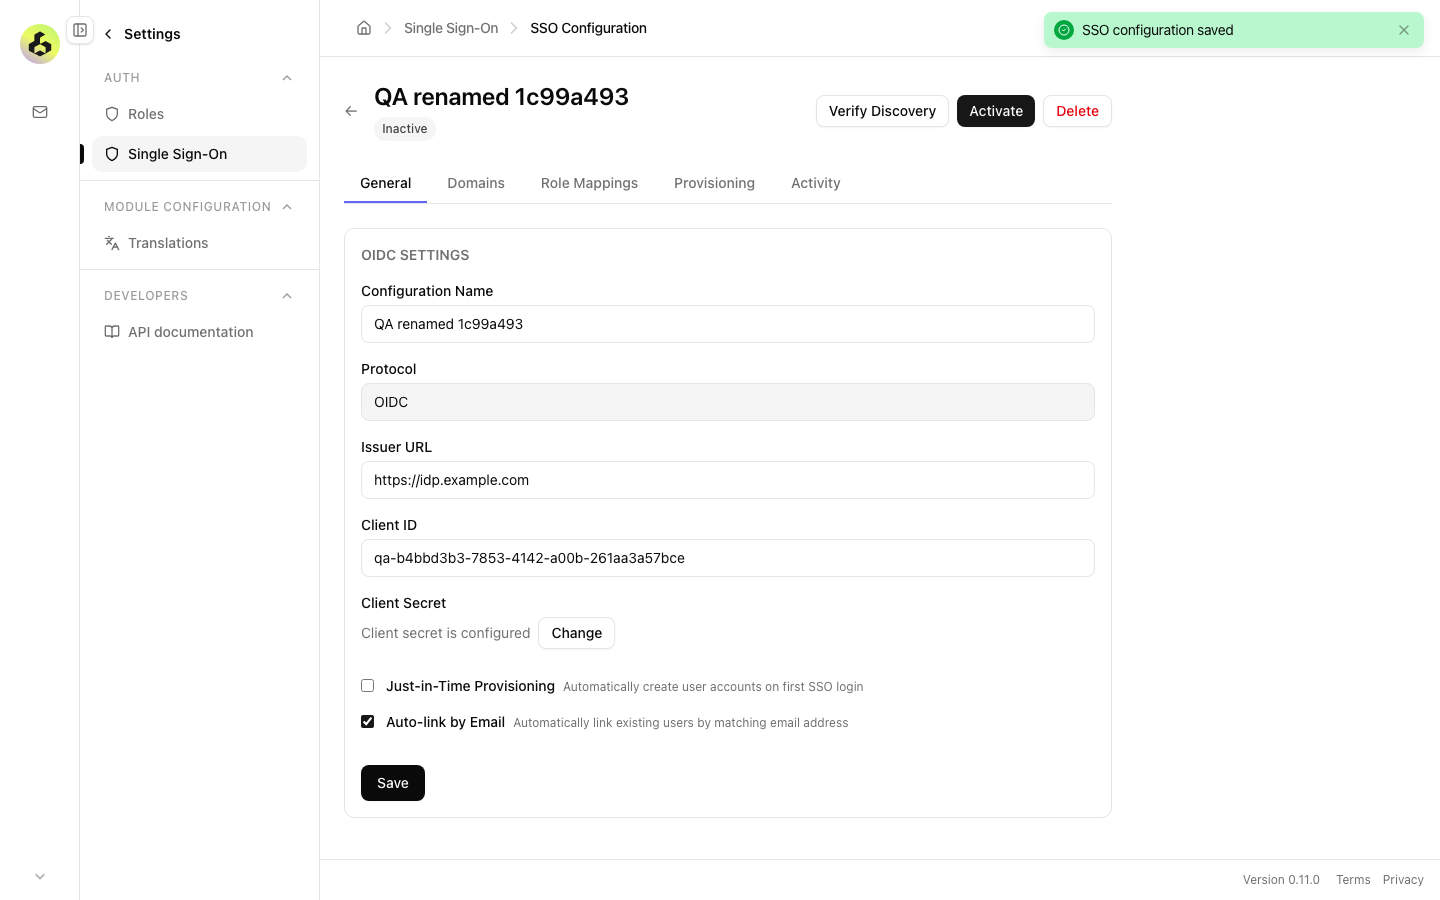 Settings
AUTH
Roles
Single Sign-On
MODULE CONFIGURATION
Translations
DEVELOPERS
API documentation
Single Sign-On
SSO Configuration
SSO configuration saved
QA renamed 1c99a493
Inactive
Verify Discovery
Activate
Delete
General
Domains
Role Mappings
Provisioning
Activity
OIDC SETTINGS
Configuration Name
QA renamed 1c99a493
Protocol
OIDC
Issuer URL
https://idp.example.com
Client ID
qa-b4bbd3b3-7853-4142-a00b-261aa3a57bce
Client Secret
Client secret is configured
Change
Just-in-Time Provisioning Automatically create user accounts on first SSO login
Auto-link by Email Automatically link existing users by matching email address
Save
Version 0.11.0
Terms
Privacy